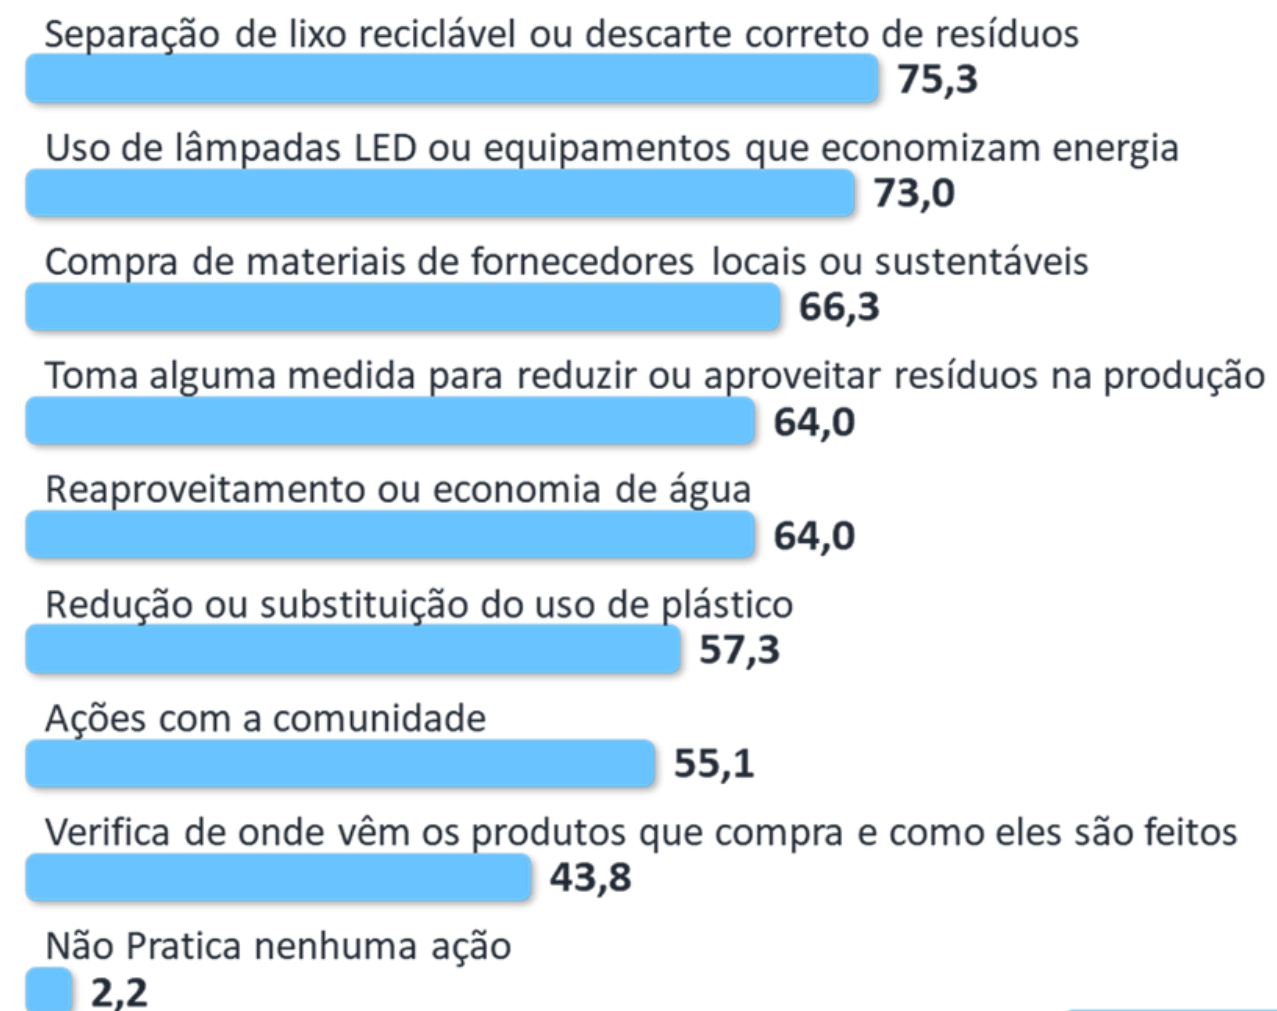 Separação de lixo reciclável ou descarte correto de resíduos
75,3
Uso de lâmpadas LED ou equipamentos que economizam energia
73,0
Compra de materiais de fornecedores locais ou sustentáveis
66,3
Toma alguma medida para reduzir ou aproveitar resíduos na produção
64,0
Reaproveitamento ou economia de água
64,0
Redução ou substituição do uso de plástico
57,3
Ações com a comunidade
55,1
Verifica de onde vêm os produtos que compra e como eles são feitos
43,8
Não Pratica nenhuma ação
2,2